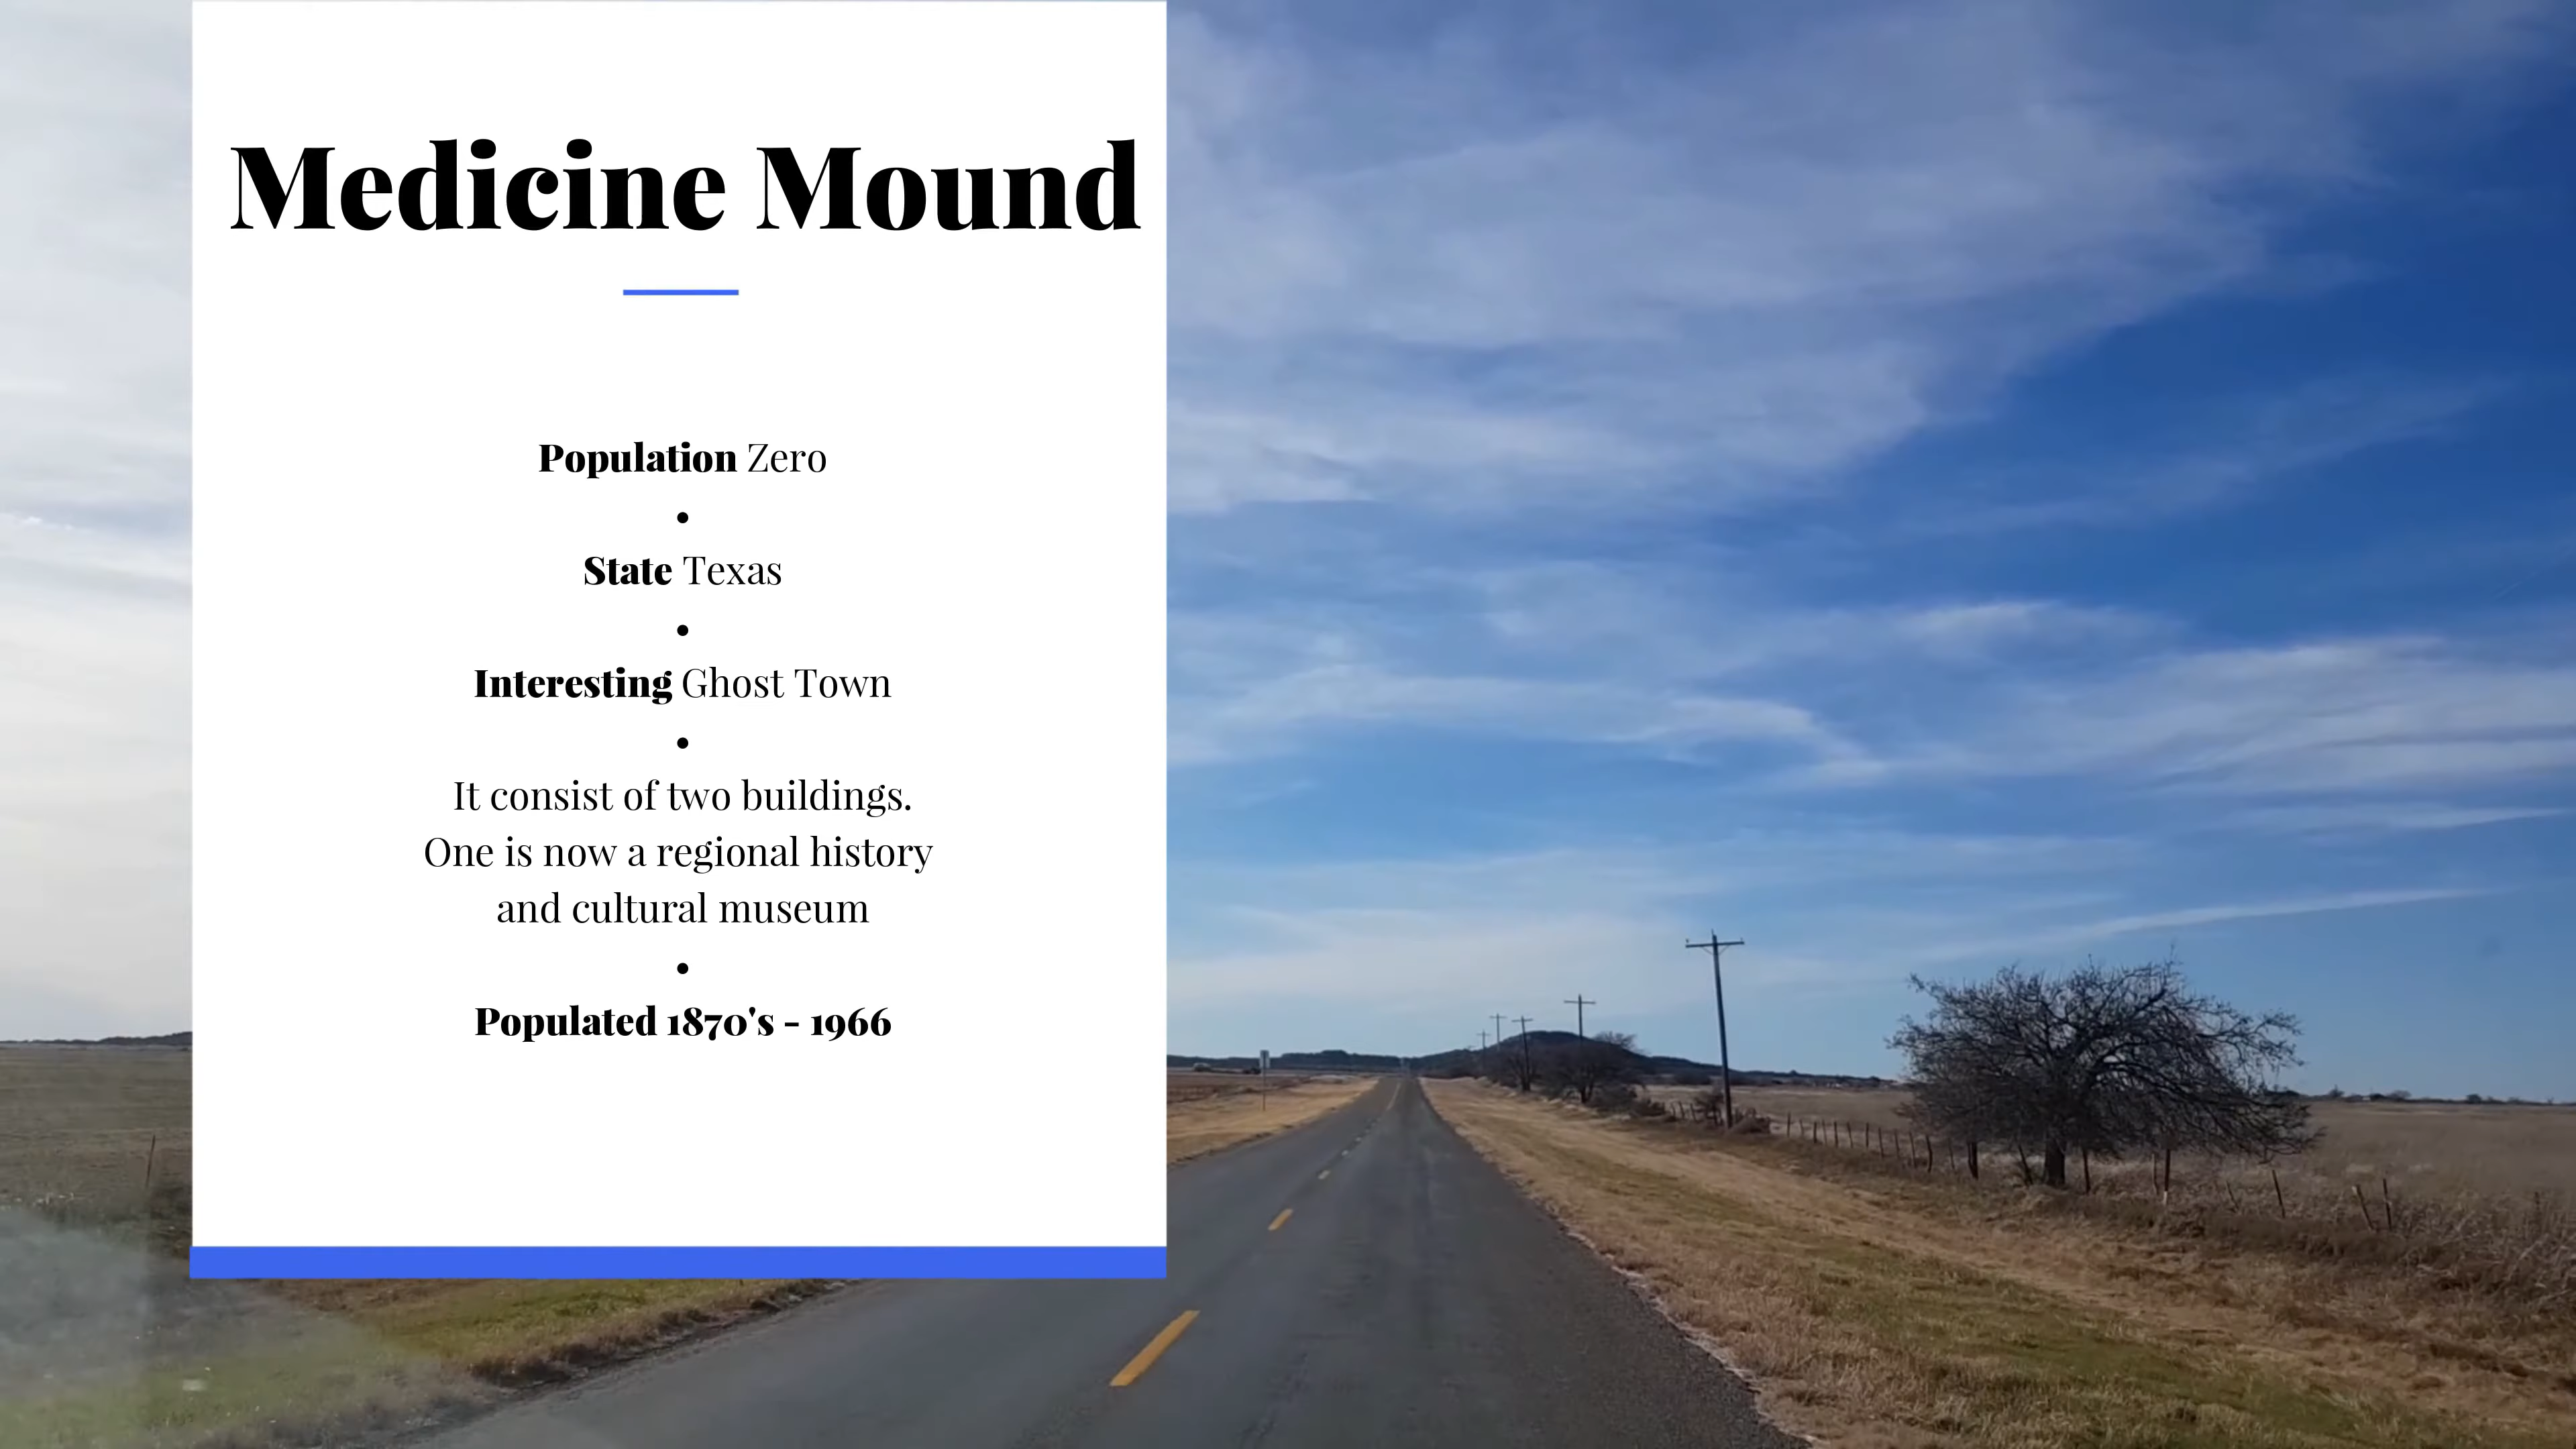 Medicine Mound
Population Zero
•
State Texas
•
Interesting Ghost Town
•
It consist of two buildings.
One is now a regional history
and cultural museum
•
Populated 1870's - 1966